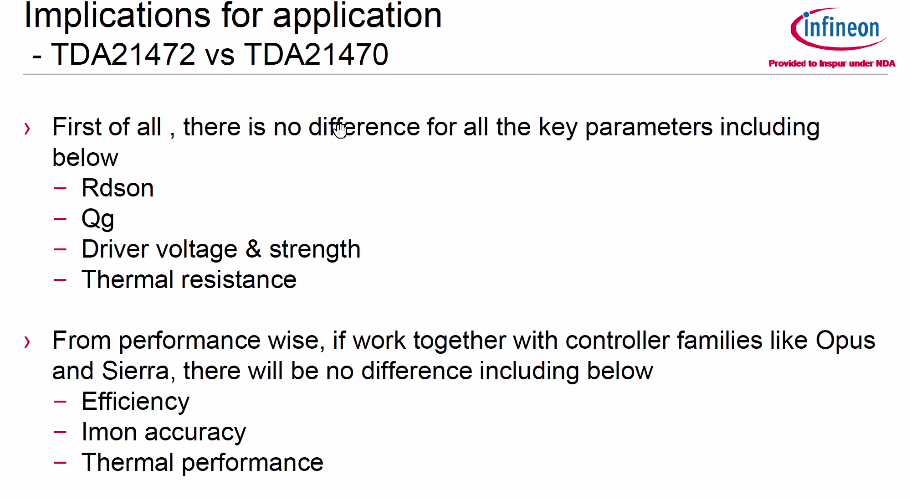 Implications for application
- TDA21472 vs TDA21470
infineon
Provided to Inspur under NDA
› First of all , there is no difference for all the key parameters including
below
– Rdson
– Qg
– Driver voltage & strength
– Thermal resistance
› From performance wise, if work together with controller families like Opus
and Sierra, there will be no difference including below
– Efficiency
– Imon accuracy
– Thermal performance